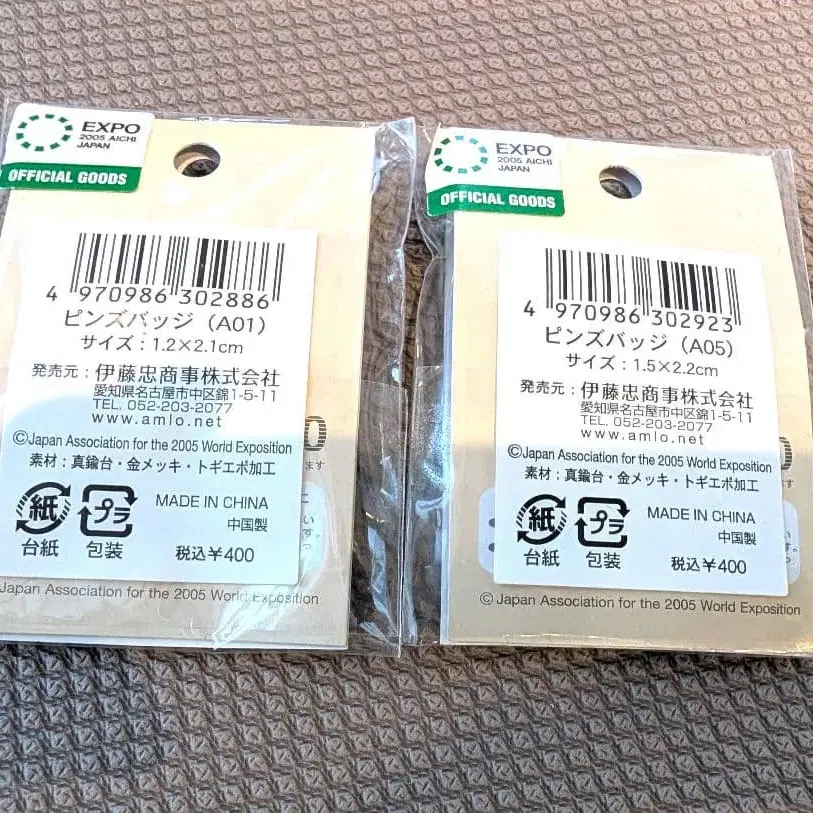 EXPO
2005 AICHI
JAPAN
OFFICIAL GOODS
4 970986 302886
ピンズバッジ（A01）
サイズ：1.2×2.1cm
発売元：伊藤忠商事株式会社
愛知県名古屋市中区錦1-5-11
TEL. 052-203-2077
www.amlo.net
©Japan Association for the 2005 World Exposition
素材：真鍮台・金メッキ・トギエポ加工
紙
台紙
プラ
包装
MADE IN CHINA
中国製
税込¥400
Japan Association for the 2005 World Exposition
EXPO
2005 AICHI
JAPAN
OFFICIAL GOODS
4 970986 302923
ピンズバッジ（A05）
サイズ：1.5×2.2cm
発売元：伊藤忠商事株式会社
愛知県名古屋市中区錦1-5-11
TEL. 052-203-2077
www.amlo.net
©Japan Association for the 2005 World Exposition
素材：真鍮台・金メッキ・トギエポ加工
紙
台紙
プラ
包装
MADE IN CHINA
中国製
税込¥400
© Japan Association for the 2005 World Exposition